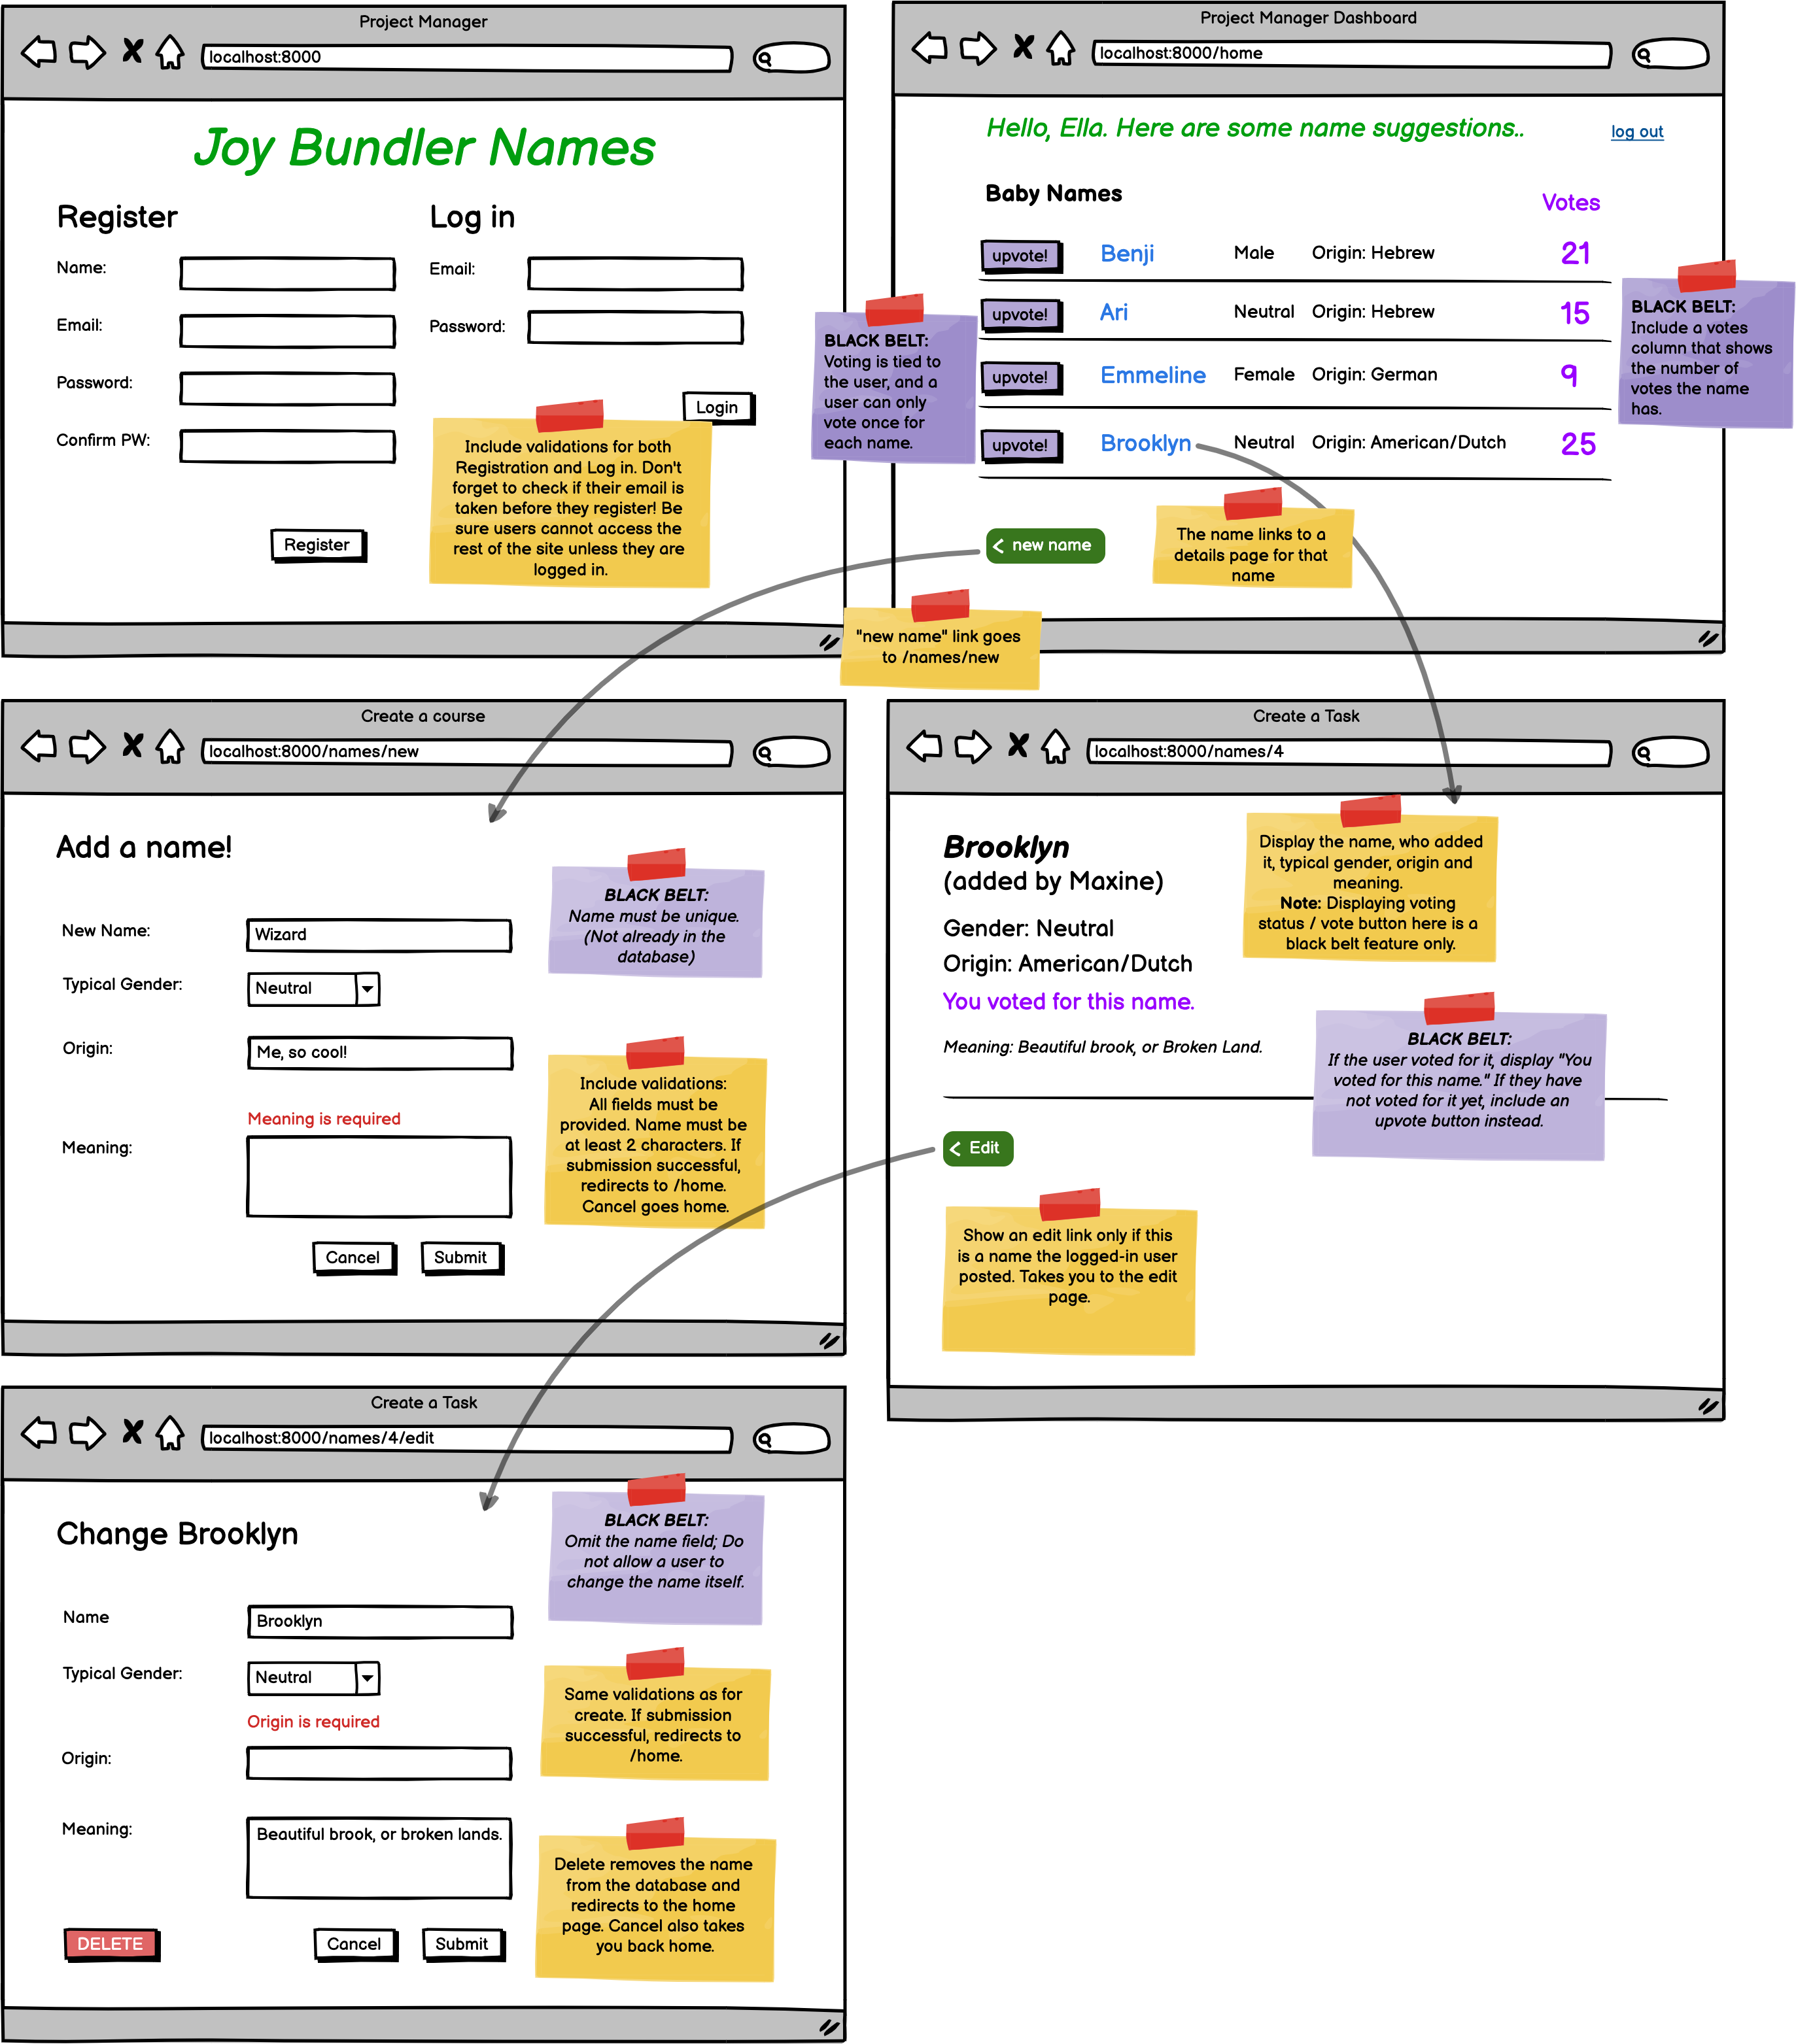 Project Manager
localhost:8000
Joy Bundler Names
Register
Name:
Email:
Password:
Confirm PW:
Register
Log in
Email:
Password:
Login
Include validations for both
Registration and Log in. Don't
forget to check if their email is
taken before they register! Be
sure users cannot access the
rest of the site unless they are
logged in.
Project Manager Dashboard
localhost:8000/home
Hello, Ella. Here are some name suggestions..
log out
Baby Names
Votes
upvote! Benji Male Origin: Hebrew 21
upvote! Ari Neutral Origin: Hebrew 15
upvote! Emmeline Female Origin: German 9
upvote! Brooklyn Neutral Origin: American/Dutch 25
BLACK BELT:
Voting is tied to
the user, and a
user can only
vote once for
each name.
BLACK BELT:
Include a votes
column that shows
the number of
votes the name
has.
new name
The name links to a
details page for that
name
"new name" link goes
to /names/new
Create a course
localhost:8000/names/new
Add a name!
New Name: Wizard
Typical Gender: Neutral
Origin: Me, so cool!
Meaning is required
Meaning:
Cancel
Submit
BLACK BELT:
Name must be unique.
(Not already in the
database)
Include validations:
All fields must be
provided. Name must be
at least 2 characters. If
submission successful,
redirects to /home.
Cancel goes home.
Create a Task
localhost:8000/names/4
Brooklyn
(added by Maxine)
Gender: Neutral
Origin: American/Dutch
You voted for this name.
Meaning: Beautiful brook, or Broken Land.
Edit
Display the name, who added
it, typical gender, origin and
meaning.
Note: Displaying voting
status / vote button here is a
black belt feature only.
BLACK BELT:
If the user voted for it, display "You
voted for this name." If they have
not voted for it yet, include an
upvote button instead.
Show an edit link only if this
is a name the logged-in user
posted. Takes you to the edit
page.
Create a Task
localhost:8000/names/4/edit
Change Brooklyn
Name Brooklyn
Typical Gender: Neutral
Origin is required
Origin:
Meaning: Beautiful brook, or broken lands.
DELETE
Cancel
Submit
BLACK BELT:
Omit the name field; Do
not allow a user to
change the name itself.
Same validations as for
create. If submission
successful, redirects to
/home.
Delete removes the name
from the database and
redirects to the home
page. Cancel also takes
you back home.